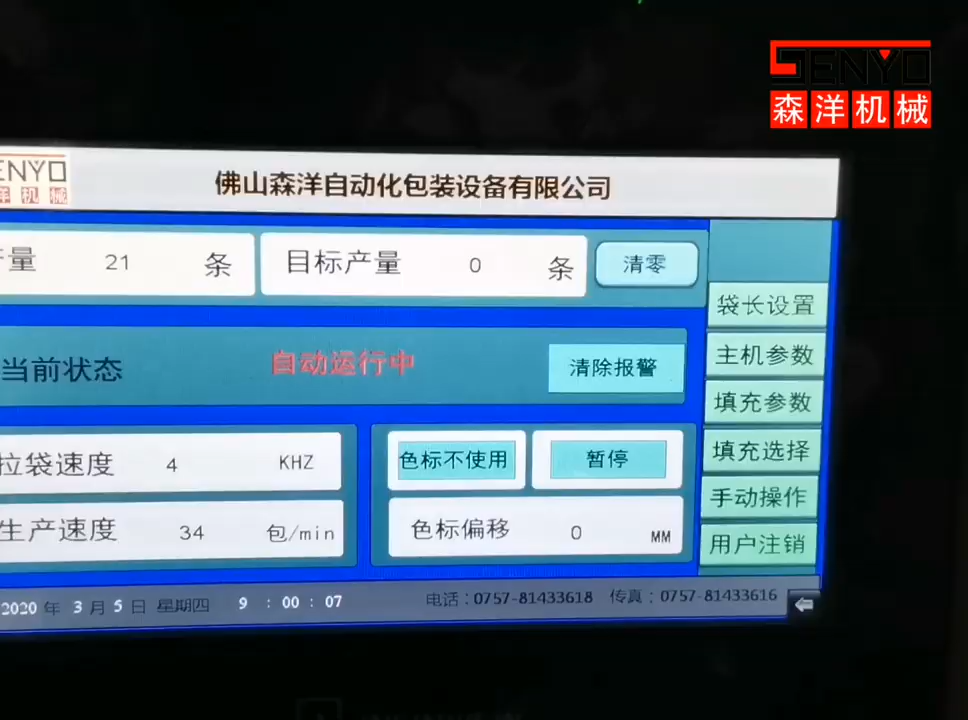 SENYO
森洋机械
ENYO
洋机械
佛山森洋自动化包装设备有限公司
量 21 条 目标产量 0 条 清零
袋长设置
主机参数
当前状态 自动运行中 清除报警
填充参数
填充选择
拉袋速度 4 KHZ 色标不使用 暂停
手动操作
生产速度 34 包/min 色标偏移 0 MM
用户注销
2020 年 3 月 5 日 星期四 9 : 00 : 07 电话:0757-81433618 传真:0757-81433616